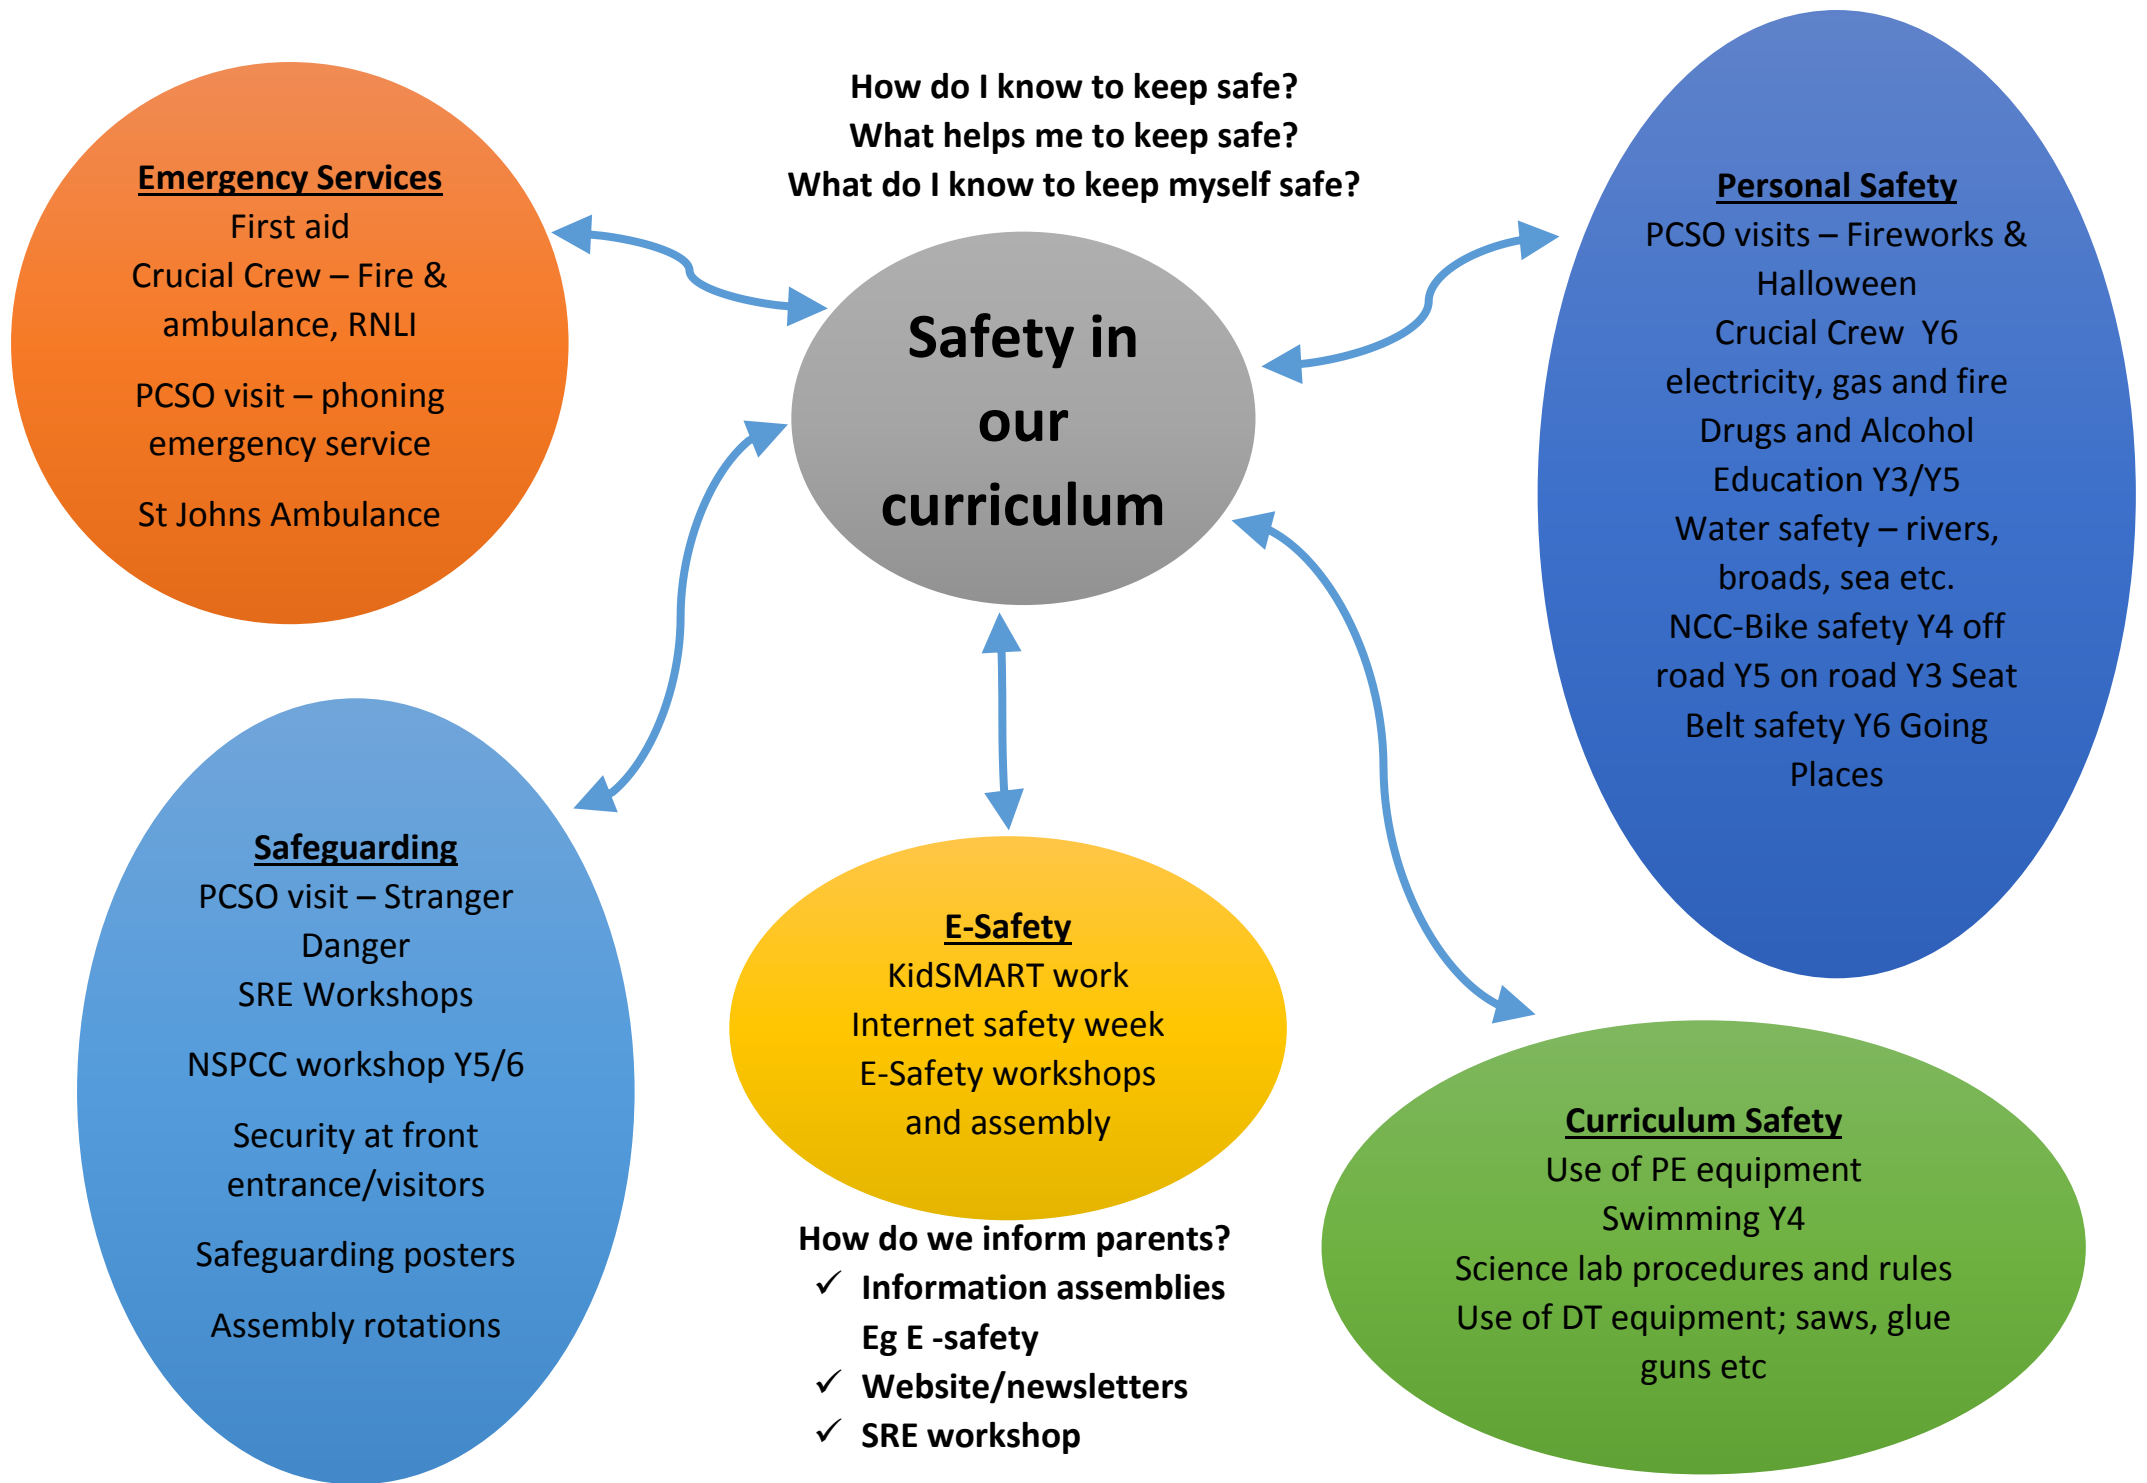 How do I know to keep safe?
What helps me to keep safe?
What do I know to keep myself safe?
Emergency Services
First aid
Crucial Crew – Fire &
ambulance, RNLI
PCSO visit – phoning
emergency service
St Johns Ambulance
Safety in
our
curriculum
Personal Safety
PCSO visits – Fireworks &
Halloween
Crucial Crew  Y6
electricity, gas and fire
Drugs and Alcohol
Education Y3/Y5
Water safety – rivers,
broads, sea etc.
NCC-Bike safety Y4 off
road Y5 on road Y3 Seat
Belt safety Y6 Going
Places
Safeguarding
PCSO visit – Stranger
Danger
SRE Workshops
NSPCC workshop Y5/6
Security at front
entrance/visitors
Safeguarding posters
Assembly rotations
E-Safety
KidSMART work
Internet safety week
E-Safety workshops
and assembly
How do we inform parents?
✓ Information assemblies
Eg E -safety
✓ Website/newsletters
✓ SRE workshop
Curriculum Safety
Use of PE equipment
Swimming Y4
Science lab procedures and rules
Use of DT equipment; saws, glue
guns etc